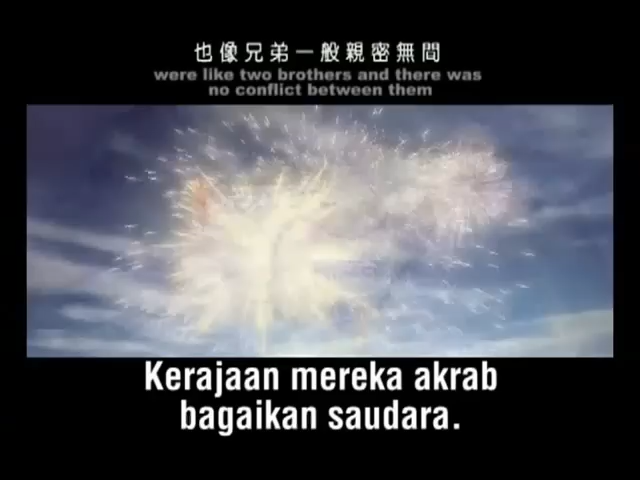 也像兄弟一般親密無間
were like two brothers and there was
no conflict between them
Kerajaan mereka akrab
bagaikan saudara.